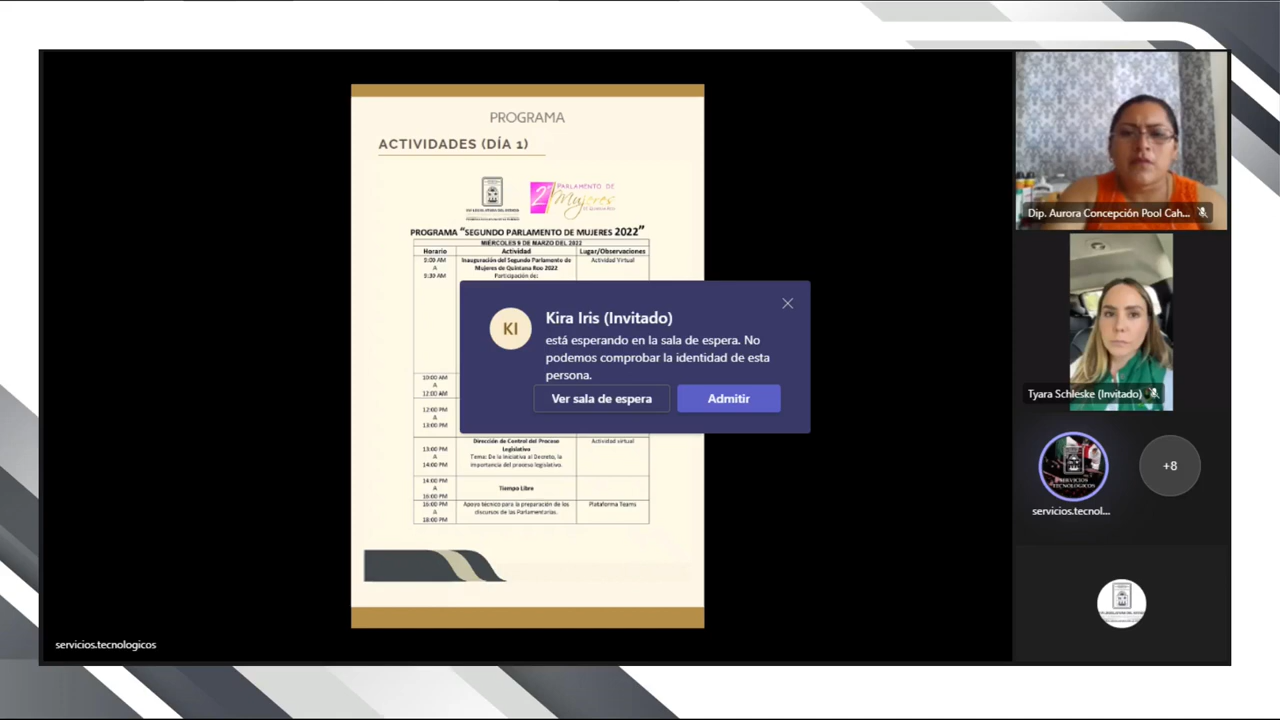 PROGRAMA
ACTIVIDADES (DÍA 1)
2º PARLAMENTO DE
Mujeres
PROGRAMA "SEGUNDO PARLAMENTO DE MUJERES 2022"
MIÉRCOLES 9 DE MARZO DEL 2022
Horario Actividad Lugar/Observaciones
9:00 AM Inauguración del Segundo Parlamento de Actividad Virtual
A Mujeres de Quintana Roo 2022
9:30 AM Participación de:
KI
Kira Iris (Invitado)
está esperando en la sala de espera. No
podemos comprobar la identidad de esta
persona.
Ver sala de espera Admitir
10:00 AM
A
12:00 AM
12:00 PM
A
13:00 PM
Dirección de Control del Proceso Actividad virtual
13:00 PM Legislativo
A Tema: De la Iniciativa al Decreto, la
14:00 PM importancia del proceso legislativo.
14:00 PM
A Tiempo Libre
16:00 PM
16:00 PM Apoyo técnico para la preparación de los Plataforma Teams
A discursos de las Parlamentarias.
18:00 PM
servicios.tecnologicos
Dip. Aurora Concepción Pool Cah...
Tyara Schleske (Invitado)
SERVICIOS
TECNOLOGICOS
+8
servicios.tecnol...